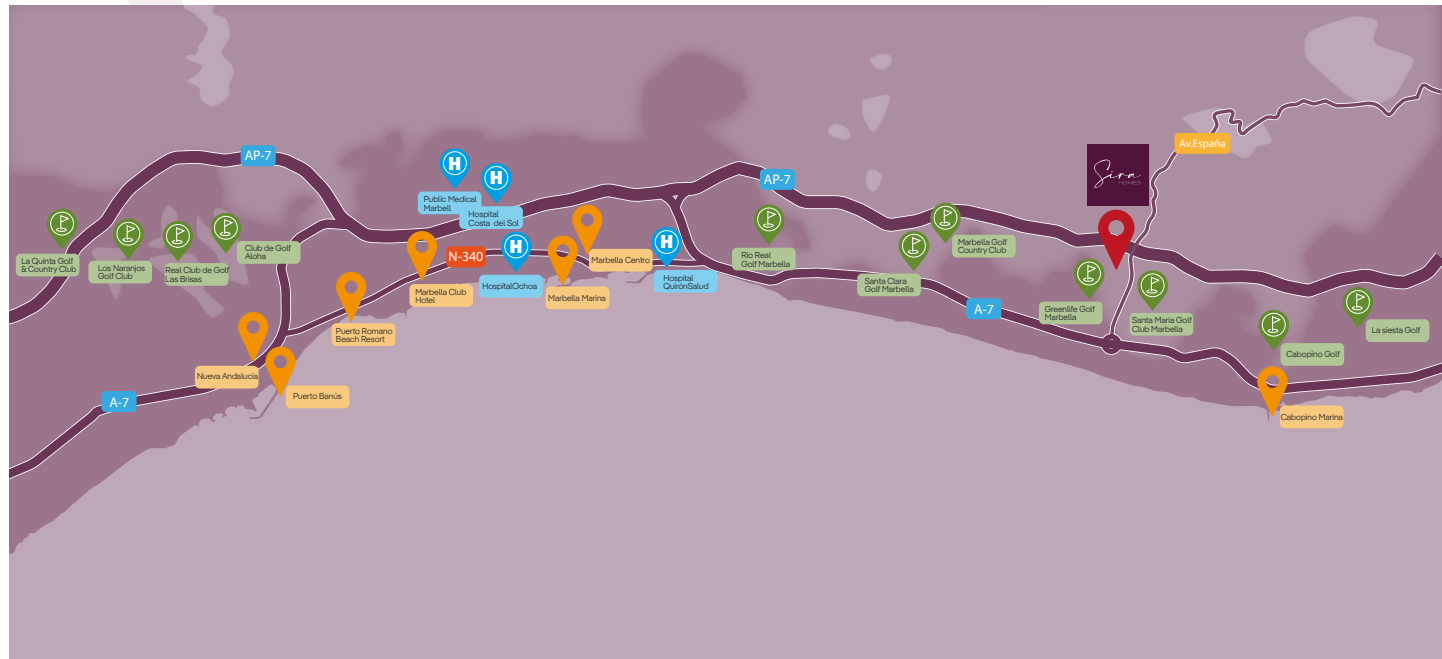 Av.España
AP-7
Sira
HOMES
AP-7
Public Medical
Marbell
Hospital
Costa del Sol
La Quinta Golf
& Country Club
Los Naranjos
Golf Club
Real Club de Golf
Las Brisas
Club de Golf
Aloha
N-340
Marbella Centro
Rio Real
Golf Marbella
Marbella Golf
Country Club
Marbella Club
Hotel
HospitalOchoa
Marbella Marina
Hospital
QuirónSalud
Santa Clara
Golf Marbella
A-7
Greenlife Golf
Marbella
Santa Maria Golf
Club Marbella
La siesta Golf
Puerto Romano
Beach Resort
Cabopino Golf
Nueva Andalucía
Puerto Banús
A-7
Cabopino Marina